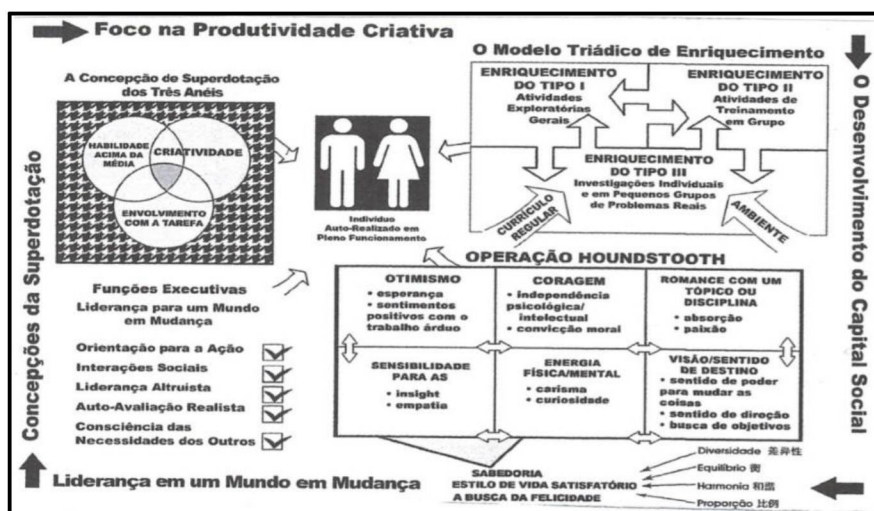 Foco na Produtividade Criativa
O Modelo Triádico de Enriquecimento
A Concepção de Superdotação
dos Três Anéis
HABILIDADE
ACIMA DA
MÉDIA
CRIATIVIDADE
ENVOLVIMENTO
COM A TAREFA
Indivíduo
Auto-Realizado em
Pleno Funcionamento
ENRIQUECIMENTO
DO TIPO I
Atividades
Exploratórias
Gerais
ENRIQUECIMENTO
DO TIPO II
Atividades de
Treinamento
em Grupo
ENRIQUECIMENTO
DO TIPO III
Investigações Individuais
e em Pequenos Grupos
de Problemas Reais
CURRÍCULO
REGULAR
AMBIENTE
O Desenvolvimento do Capital Social
Concepções da Superdotação
Funções Executivas
Liderança para um Mundo
em Mudança
Orientação para a Ação
Interações Sociais
Liderança Altruísta
Auto-Avaliação Realista
Consciência das
Necessidades dos Outros
OPERAÇÃO HOUNDSTOOTH
OTIMISMO
• esperança
• sentimentos
positivos com o
trabalho árduo
CORAGEM
• independência
psicológica/
intelectual
• convicção moral
ROMANCE COM UM
TÓPICO OU
DISCIPLINA
• absorção
• paixão
SENSIBILIDADE
PARA AS
• insight
• empatia
ENERGIA
FÍSICA/MENTAL
• carisma
• curiosidade
VISÃO/SENTIDO
DE DESTINO
• sentido de poder
para mudar as
coisas
• sentido de direção
• busca de objetivos
SABEDORIA
ESTILO DE VIDA SATISFATÓRIO
A BUSCA DA FELICIDADE
Diversidade 差异性
Equilíbrio 衡
Harmonia 和谐
Proporção 比例
Liderança em um Mundo em Mudança